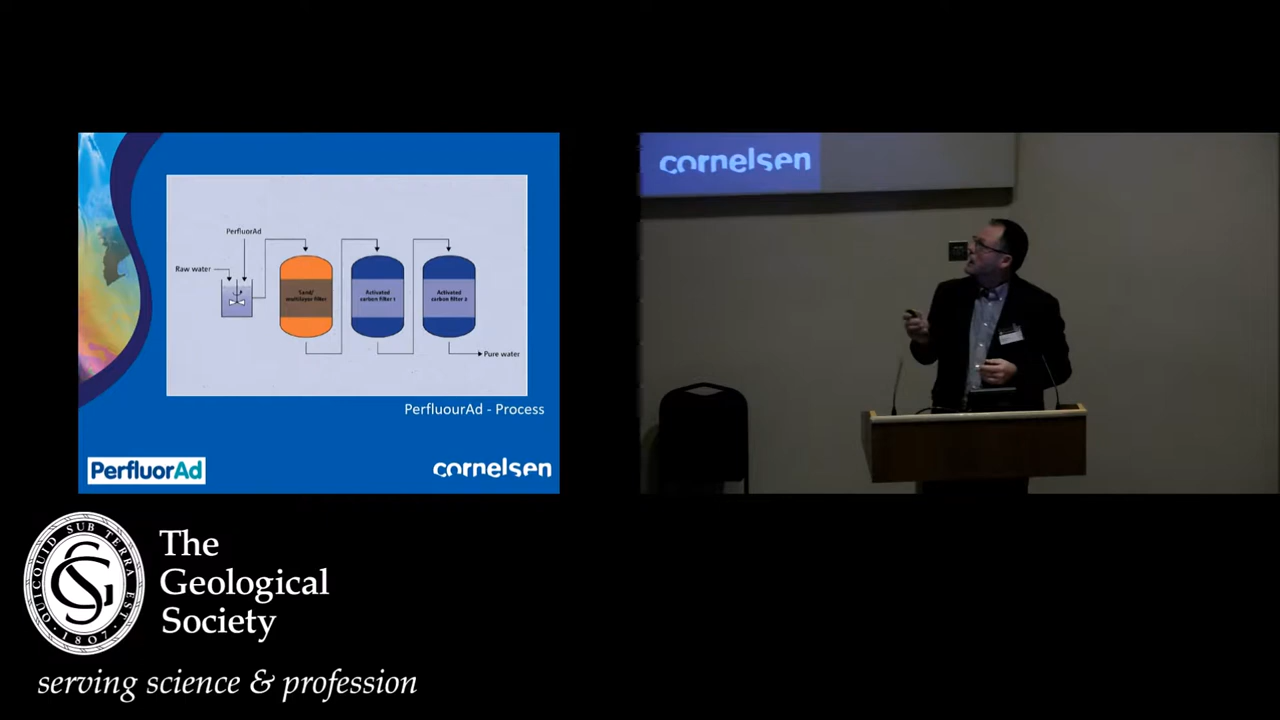 PerfluorAd
Raw water
Sand/
multilayer filter
Activated
carbon filter 1
Activated
carbon filter 2
Pure water
PerfluourAd - Process
PerfluorAd
cornelsen
cornelsen
QUICQUID SUB TERRA EST
1807
The
Geological
Society
serving science & profession